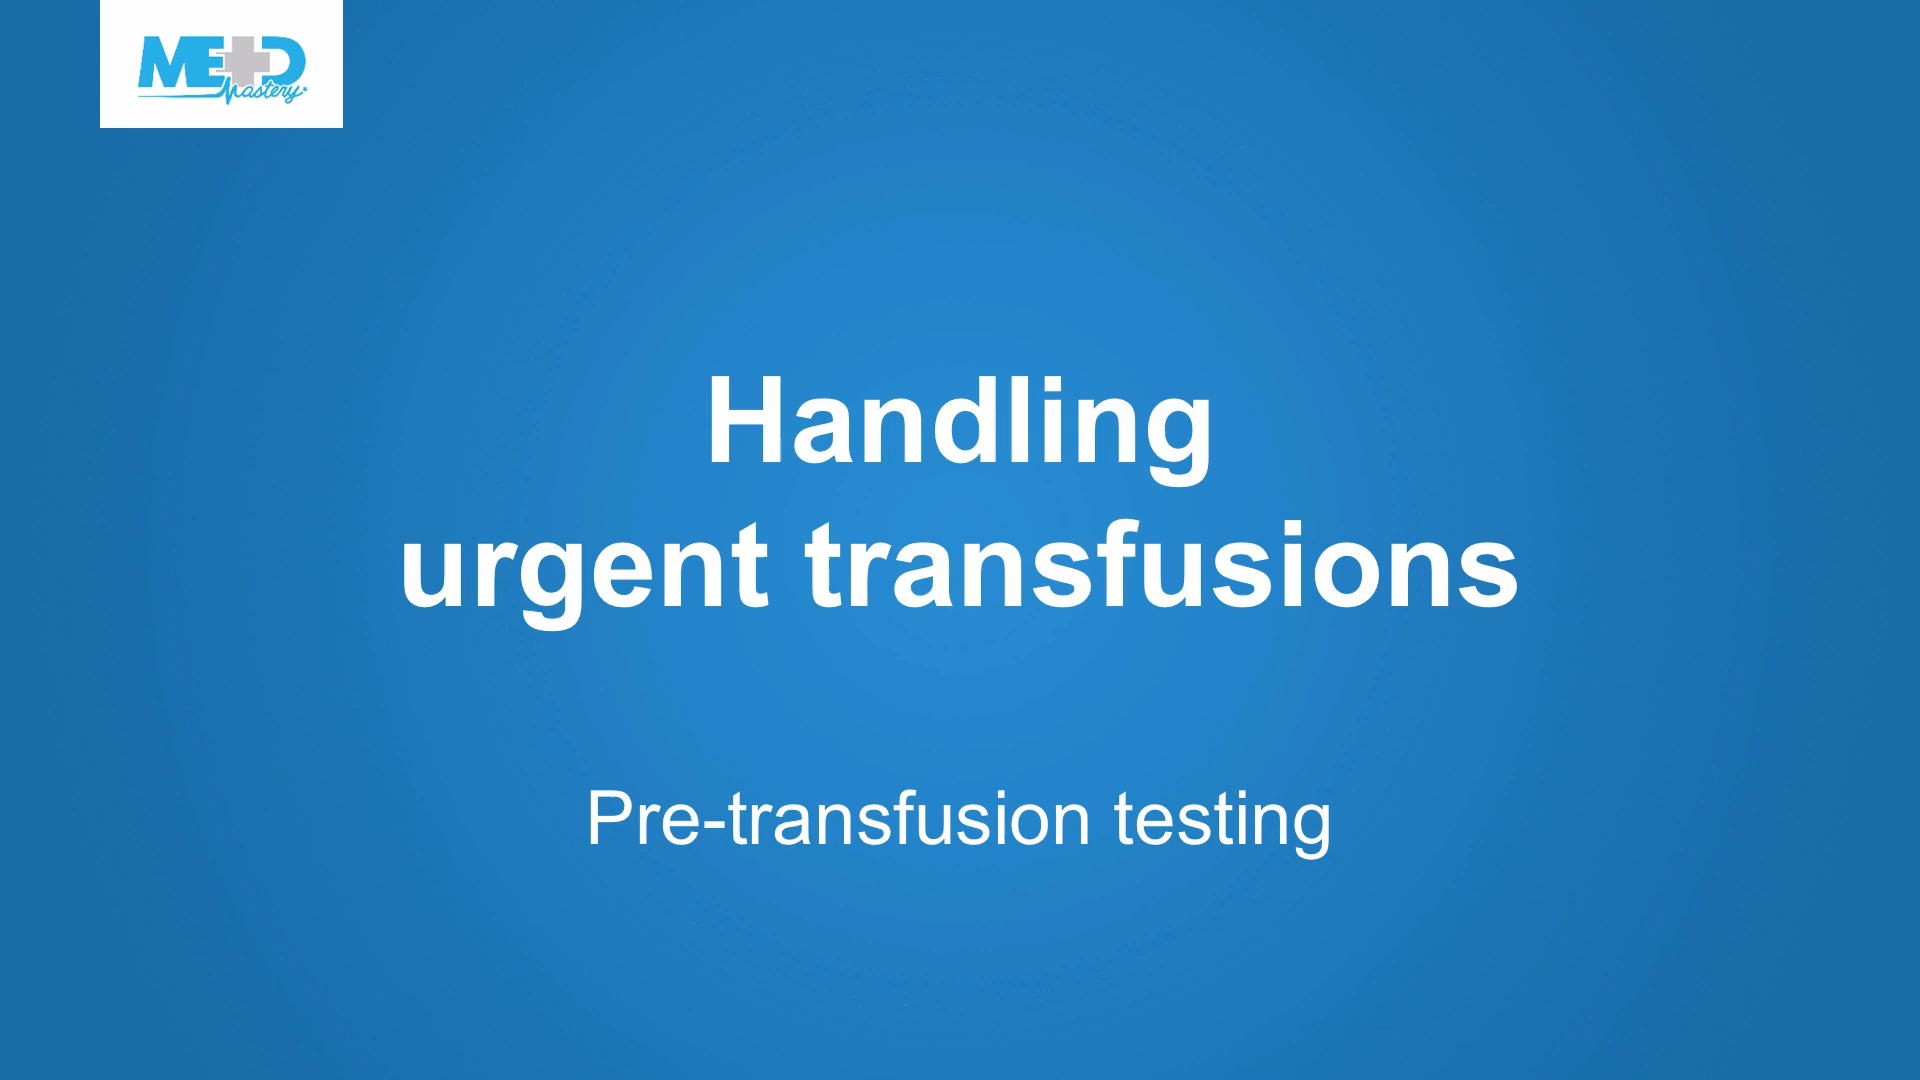 MED
Mastery
Handling
urgent transfusions
Pre-transfusion testing